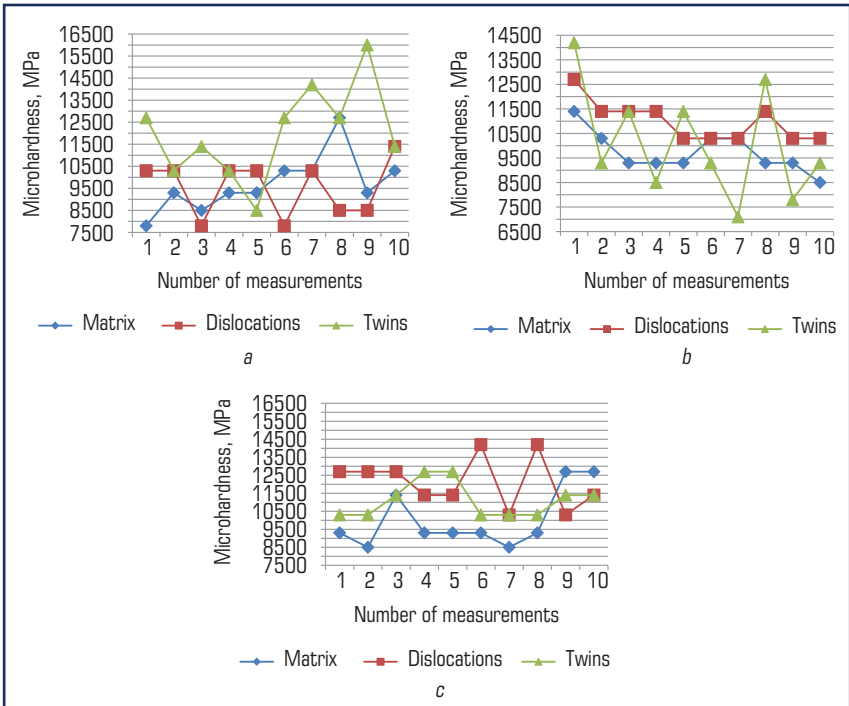 Microhardness, MPa
16500
15500
14500
13500
12500
11500
10500
9500
8500
7500
1 2 3 4 5 6 7 8 9 10
Number of measurements
Matrix Dislocations Twins
a
Microhardness, MPa
14500
13500
12500
11500
10500
9500
8500
7500
6500
1 2 3 4 5 6 7 8 9 10
Number of measurements
Matrix Dislocations Twins
b
Microhardness, MPa
16500
15500
14500
13500
12500
11500
10500
9500
8500
7500
1 2 3 4 5 6 7 8 9 10
Number of measurements
Matrix Dislocations Twins
c